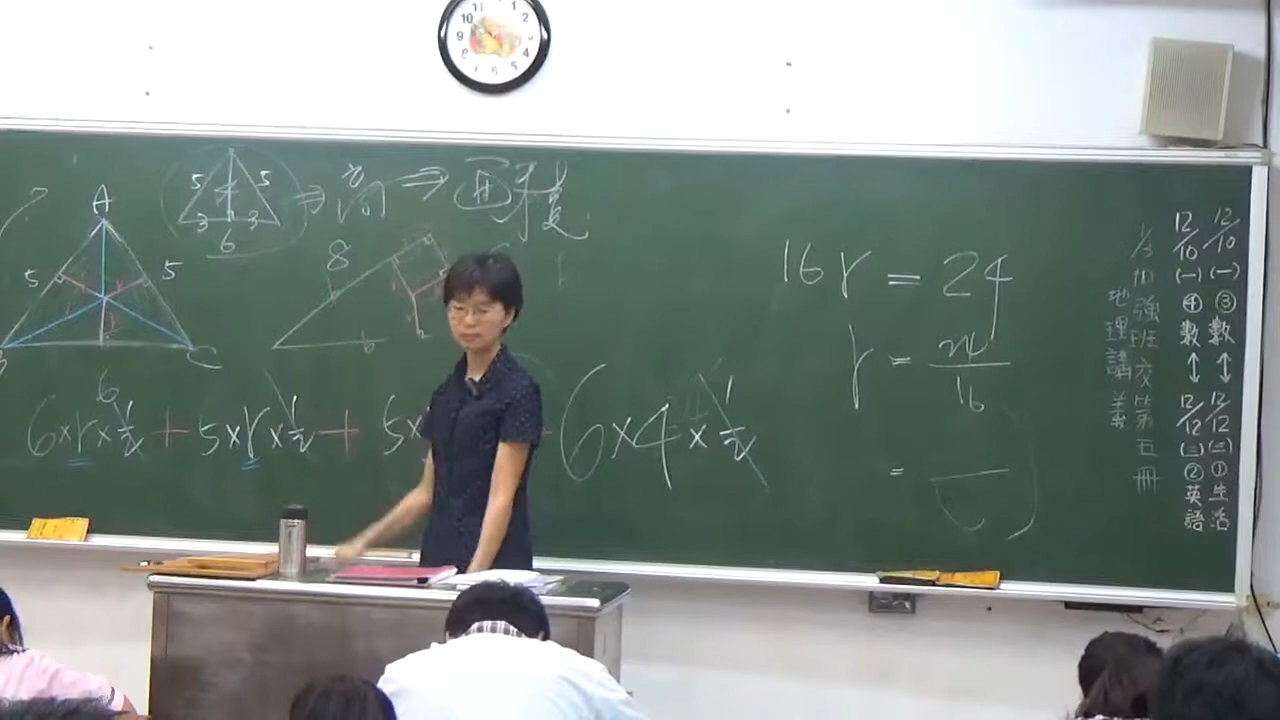 A
5 5
C
6
5 5
3 3
6
⇒ 高 ⇒ 面積
8
6×r×1/2 + 5×r×1/2 + 5×
6×4×1/2
16r = 24
r = 24/16
=
12/10 (一) ③ 數 ↕ 12/12 (三) ① 生活
12/10 (一) ④ 數 ↕ 12/12 (三) ② 英語
加強班交第五冊
地理講義